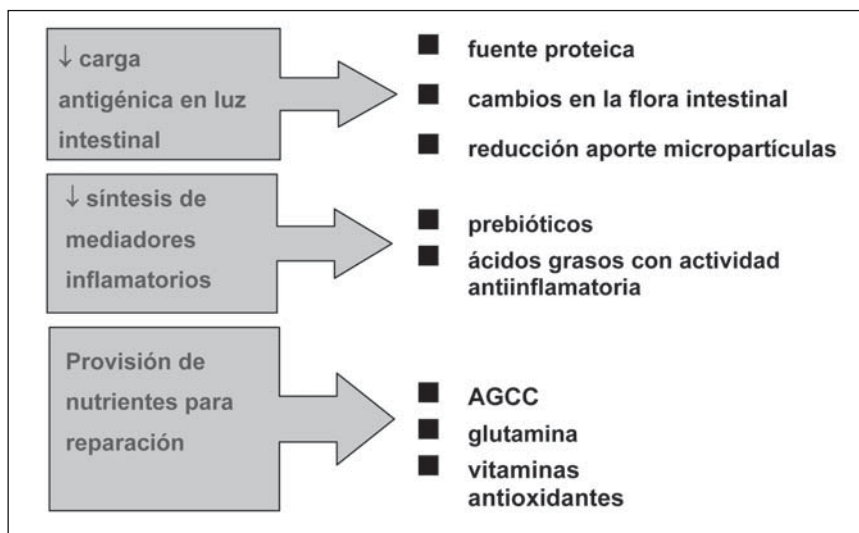 ↓ carga
antigénica en luz
intestinal
■ fuente proteica
■ cambios en la flora intestinal
■ reducción aporte micropartículas
↓ síntesis de
mediadores
inflamatorios
■ prebióticos
■ ácidos grasos con actividad
antiinflamatoria
Provisión de
nutrientes para
reparación
■ AGCC
■ glutamina
■ vitaminas
antioxidantes